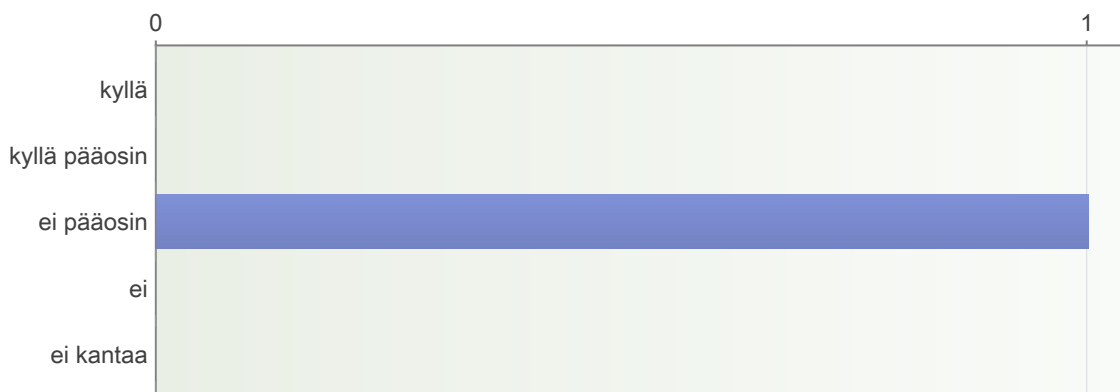 0 1
kyllä
kyllä pääosin
ei pääosin
ei
ei kantaa